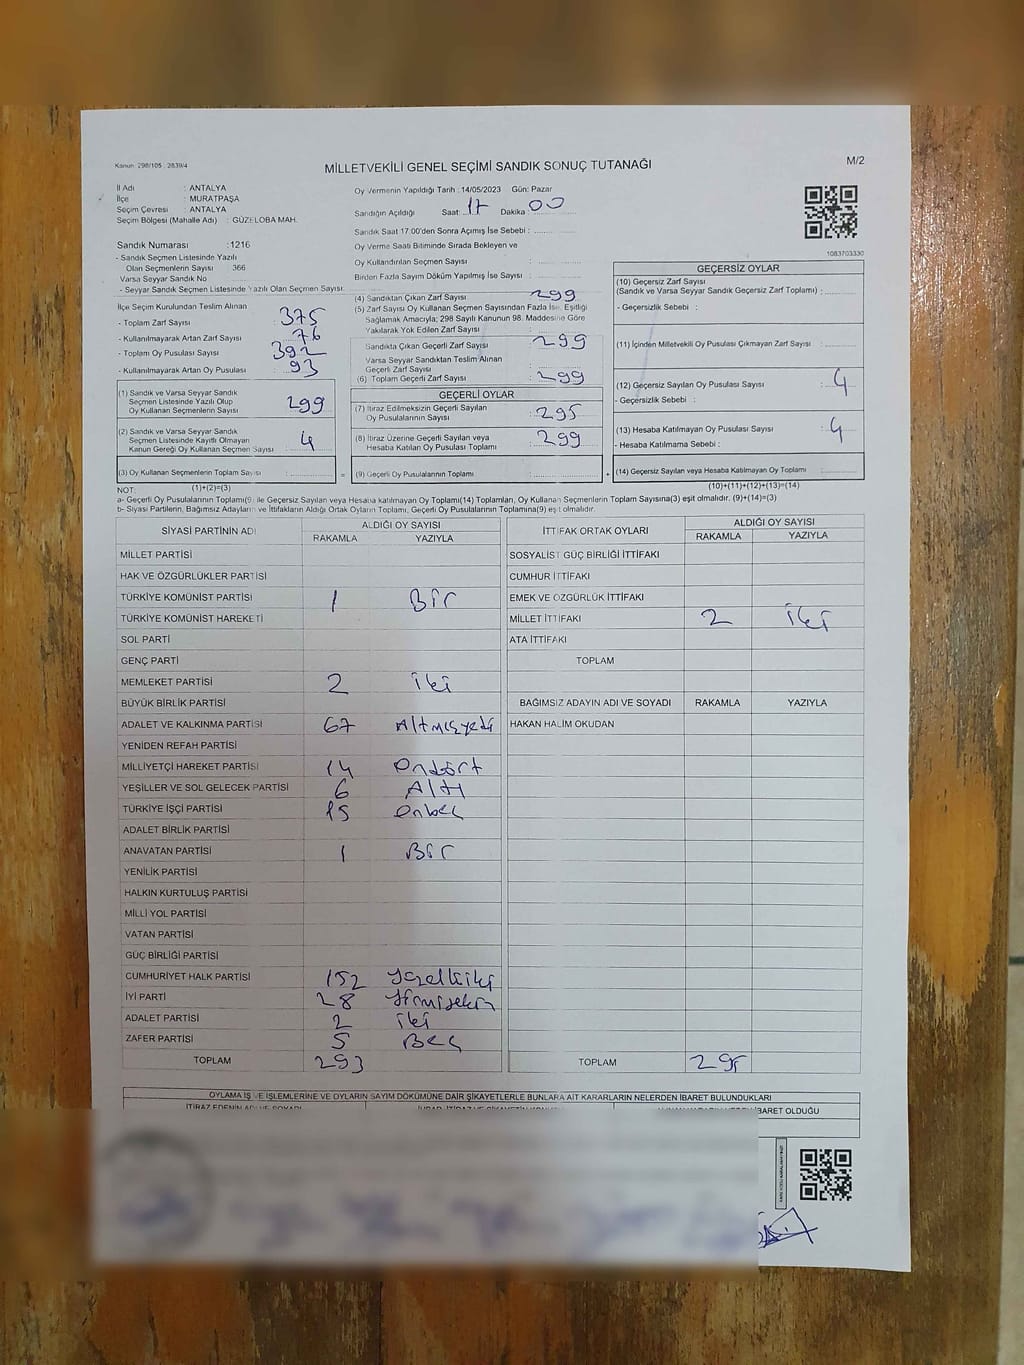 Kanun : 298/105 : 2839/4
MİLLETVEKİLİ GENEL SEÇİMİ SANDIK SONUÇ TUTANAĞI
M/2
İl Adı : ANTALYA
İlçe : MURATPAŞA
Seçim Çevresi : ANTALYA
Seçim Bölgesi (Mahalle Adı) : GÜZELOBA MAH.
Oy Vermenin Yapıldığı Tarih : 14/05/2023 Gün: Pazar
Sandığın Açıldığı Saat : 17 Dakika : 00
Sandık Saat 17:00'den Sonra Açımış İse Sebebi :
Oy Verme Saati Bitiminde Sırada Bekleyen ve
Oy Kullandırılan Seçmen Sayısı :
Birden Fazla Sayım Döküm Yapılmış İse Sayısı :
1083703330
Sandık Numarası : 1216
- Sandık Seçmen Listesinde Yazılı
Olan Seçmenlerin Sayısı 366
Varsa Seyyar Sandık No
- Seyyar Sandık Seçmen Listesinde Yazılı Olan Seçmen Sayısı:
İlçe Seçim Kurulundan Teslim Alınan
- Toplam Zarf Sayısı : 375
- Kullanılmayarak Artan Zarf Sayısı : 76
- Toplam Oy Pusulası Sayısı : 392
- Kullanılmayarak Artan Oy Pusulası : 93
(1) Sandık ve Varsa Seyyar Sandık
Seçmen Listesinde Yazılı Olup
Oy Kullanan Seçmenlerin Sayısı : 299
(2) Sandık ve Varsa Seyyar Sandık
Seçmen Listesinde Kayıtlı Olmayan
Kanun Gereği Oy Kullanan Seçmen Sayısı : 4
(3) Oy Kullanan Seçmenlerin Toplam Sayısı :
(4) Sandıktan Çıkan Zarf Sayısı : 299
(5) Zarf Sayısı Oy Kullanan Seçmen Sayısından Fazla İse, Eşitliği
Sağlamak Amacıyla; 298 Sayılı Kanunun 98. Maddesine Göre
Yakılarak Yok Edilen Zarf Sayısı :
Sandıkta Çıkan Geçerli Zarf Sayısı : 299
Varsa Seyyar Sandıktan Teslim Alınan
Geçerli Zarf Sayısı :
(6) Toplam Geçerli Zarf Sayısı : 299
GEÇERLİ OYLAR
(7) İtiraz Edilmeksizin Geçerli Sayılan
Oy Pusulalarının Sayısı : 295
(8) İtiraz Üzerine Geçerli Sayılan veya
Hesaba Katılan Oy Pusulası Toplamı : 299
= (9) Geçerli Oy Pusulalarının Toplamı :
GEÇERSİZ OYLAR
(10) Geçersiz Zarf Sayısı
(Sandık ve Varsa Seyyar Sandık Geçersiz Zarf Toplamı) :
- Geçersizlik Sebebi :
(11) İçinden Milletvekili Oy Pusulası Çıkmayan Zarf Sayısı :
(12) Geçersiz Sayılan Oy Pusulası Sayısı : 4
- Geçersizlik Sebebi :
(13) Hesaba Katılmayan Oy Pusulası Sayısı : 4
- Hesaba Katılmama Sebebi :
+ (14) Geçersiz Sayılan veya Hesaba Katılmayan Oy Toplamı :
NOT: (1)+(2)=(3)
(10)+(11)+(12)+(13)=(14)
a- Geçerli Oy Pusulalarının Toplamı(9) ile Geçersiz Sayılan veya Hesaba katılmayan Oy Toplamı(14) Toplamları, Oy Kullanan Seçmenlerin Toplam Sayısına(3) eşit olmalıdır. (9)+(14)=(3)
b- Siyasi Partilerin, Bağımsız Adayların ve İttifakların Aldığı Ortak Oyların Toplamı, Geçerli Oy Pusulalarının Toplamına(9) eşit olmalıdır.
SİYASİ PARTİNİN ADI ALDIĞI OY SAYISI
RAKAMLA YAZIYLA
MİLLET PARTİSİ
HAK VE ÖZGÜRLÜKLER PARTİSİ
TÜRKİYE KOMÜNİST PARTİSİ 1 Bir
TÜRKİYE KOMÜNİST HAREKETİ
SOL PARTİ
GENÇ PARTİ
MEMLEKET PARTİSİ 2 iki
BÜYÜK BİRLİK PARTİSİ
ADALET VE KALKINMA PARTİSİ 67 Altmışyedi
YENİDEN REFAH PARTİSİ
MİLLİYETÇİ HAREKET PARTİSİ 14 Ondört
YEŞİLLER VE SOL GELECEK PARTİSİ 6 Altı
TÜRKİYE İŞÇİ PARTİSİ 15 Onbeş
ADALET BİRLİK PARTİSİ
ANAVATAN PARTİSİ 1 Bir
YENİLİK PARTİSİ
HALKIN KURTULUŞ PARTİSİ
MİLLİ YOL PARTİSİ
VATAN PARTİSİ
GÜÇ BİRLİĞİ PARTİSİ
CUMHURİYET HALK PARTİSİ 152 Yüzelliiki
İYİ PARTİ 28 Yirmisekiz
ADALET PARTİSİ 2 iki
ZAFER PARTİSİ 5 Beş
TOPLAM 293
İTTİFAK ORTAK OYLARI ALDIĞI OY SAYISI
RAKAMLA YAZIYLA
SOSYALİST GÜÇ BİRLİĞİ İTTİFAKI
CUMHUR İTTİFAKI
EMEK VE ÖZGÜRLÜK İTTİFAKI
MİLLET İTTİFAKI 2 iki
ATA İTTİFAKI
TOPLAM
BAĞIMSIZ ADAYIN ADI VE SOYADI RAKAMLA YAZIYLA
HAKAN HALİM OKUDAN
TOPLAM 295
OYLAMA İŞ VE İŞLEMLERİNE VE OYLARIN SAYIM DÖKÜMÜNE DAİR ŞİKAYETLERLE BUNLARA AİT KARARLARIN NELERDEN İBARET BULUNDUKLARI
İBARET OLDUĞU